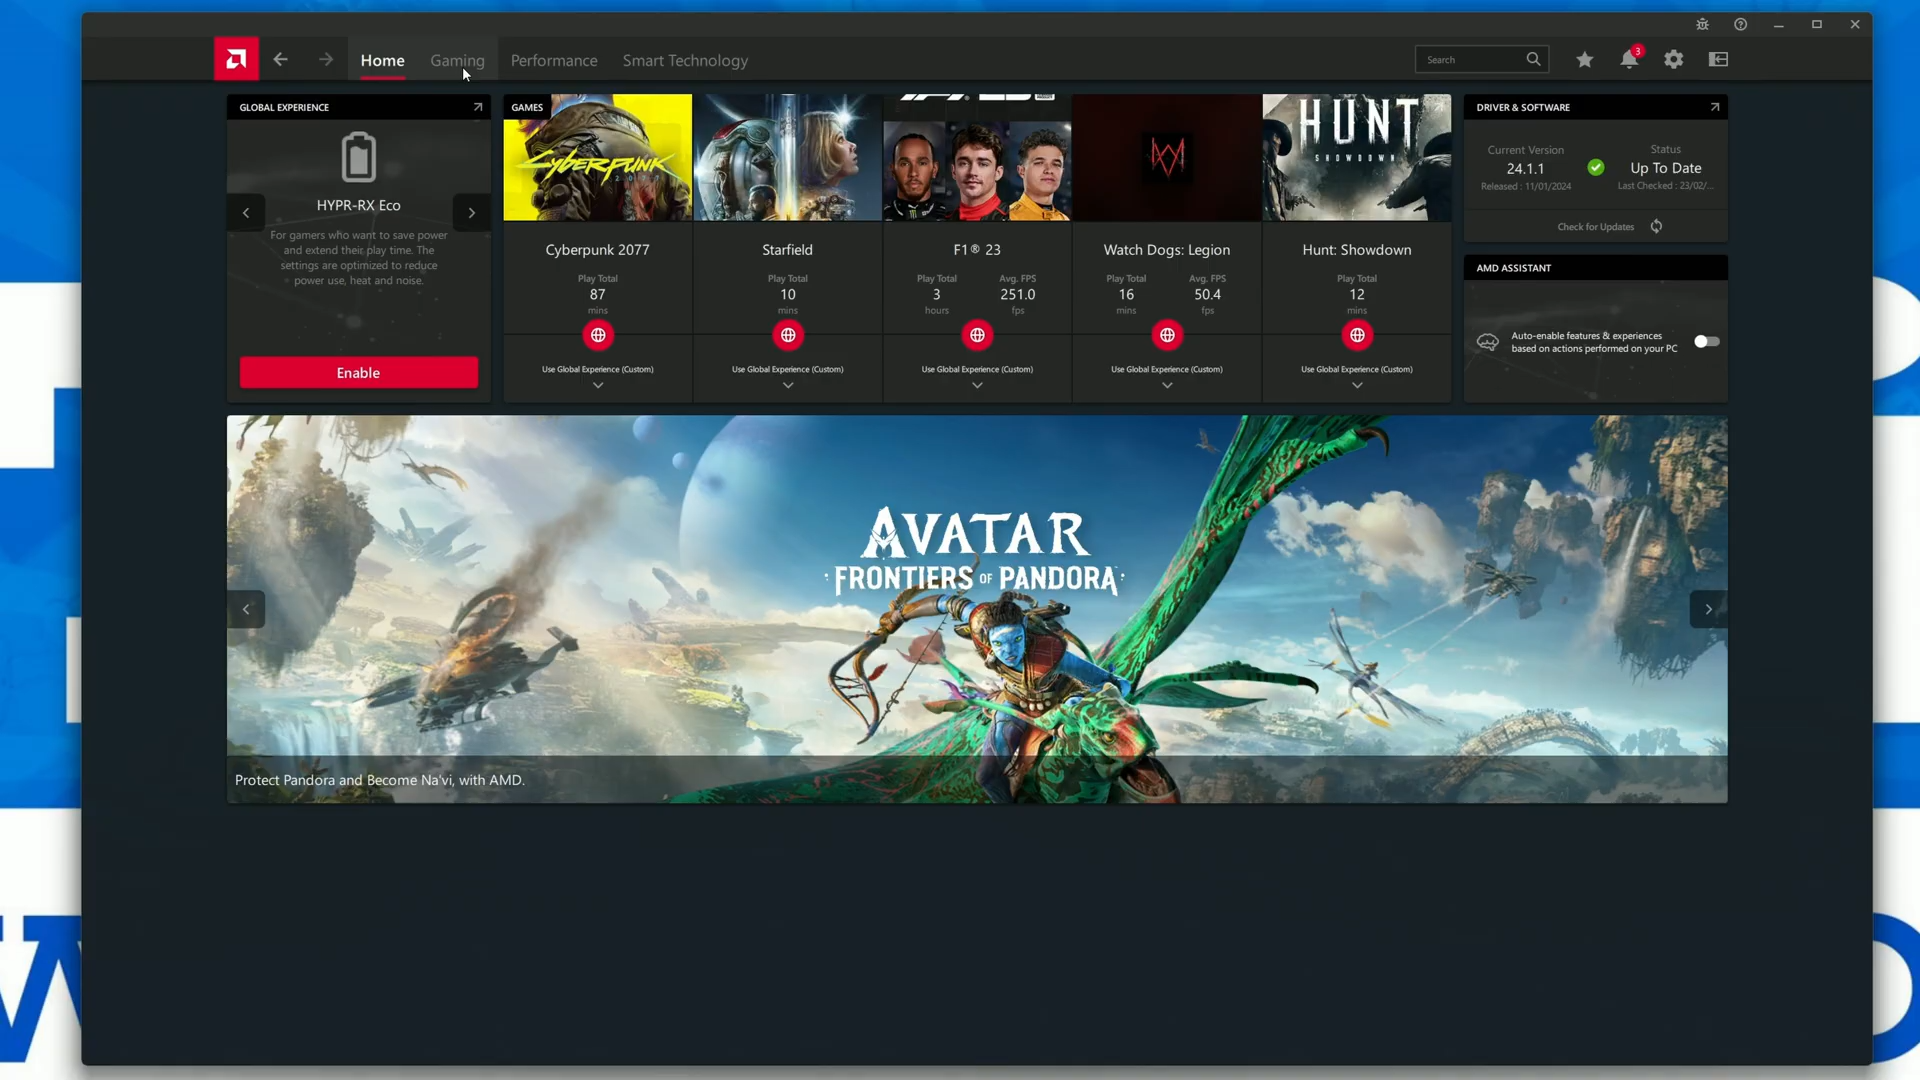 Home
Gaming
Performance
Smart Technology
Search
3
GLOBAL EXPERIENCE
HYPR-RX Eco
For gamers who want to save power
and extend their play time. The
settings are optimized to reduce
power use, heat and noise.
Enable
GAMES
Cyberpunk
Cyberpunk 2077
Play Total
87
mins
Use Global Experience (Custom)
Starfield
Play Total
10
mins
Use Global Experience (Custom)
F1® 23
Play Total
3
hours
Avg. FPS
251.0
fps
Use Global Experience (Custom)
Watch Dogs: Legion
Play Total
16
mins
Avg. FPS
50.4
fps
Use Global Experience (Custom)
HUNT
SHOWDOWN
Hunt: Showdown
Play Total
12
mins
Use Global Experience (Custom)
DRIVER & SOFTWARE
Current Version
24.1.1
Released : 11/01/2024
Status
Up To Date
Last Checked : 23/02/...
Check for Updates
AMD ASSISTANT
Auto-enable features & experiences
based on actions performed on your PC
AVATAR
FRONTIERS OF PANDORA
Protect Pandora and Become Na'vi, with AMD.